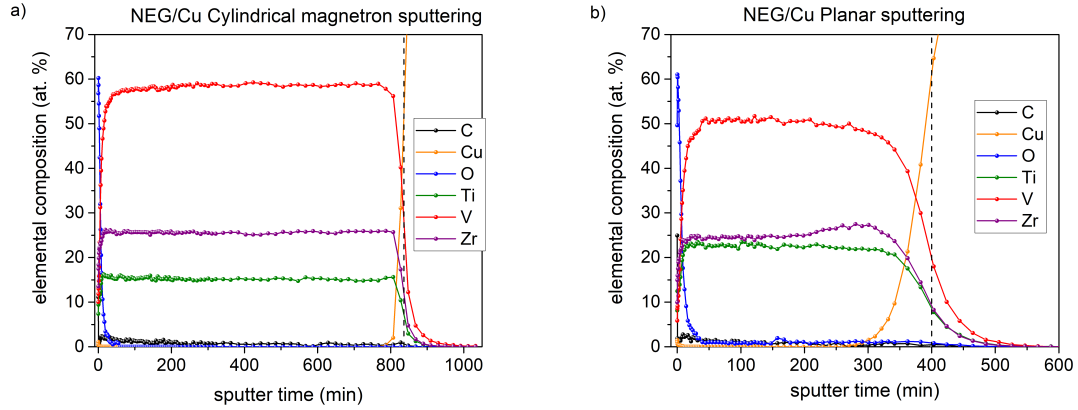 a)
NEG/Cu Cylindrical magnetron sputtering
70
60
50
40
30
20
10
0
elemental composition (at. %)
C
Cu
O
Ti
V
Zr
0 200 400 600 800 1000
sputter time (min)
b)
NEG/Cu Planar sputtering
70
60
50
40
30
20
10
0
elemental composition (at. %)
C
Cu
O
Ti
V
Zr
0 100 200 300 400 500 600
sputter time (min)